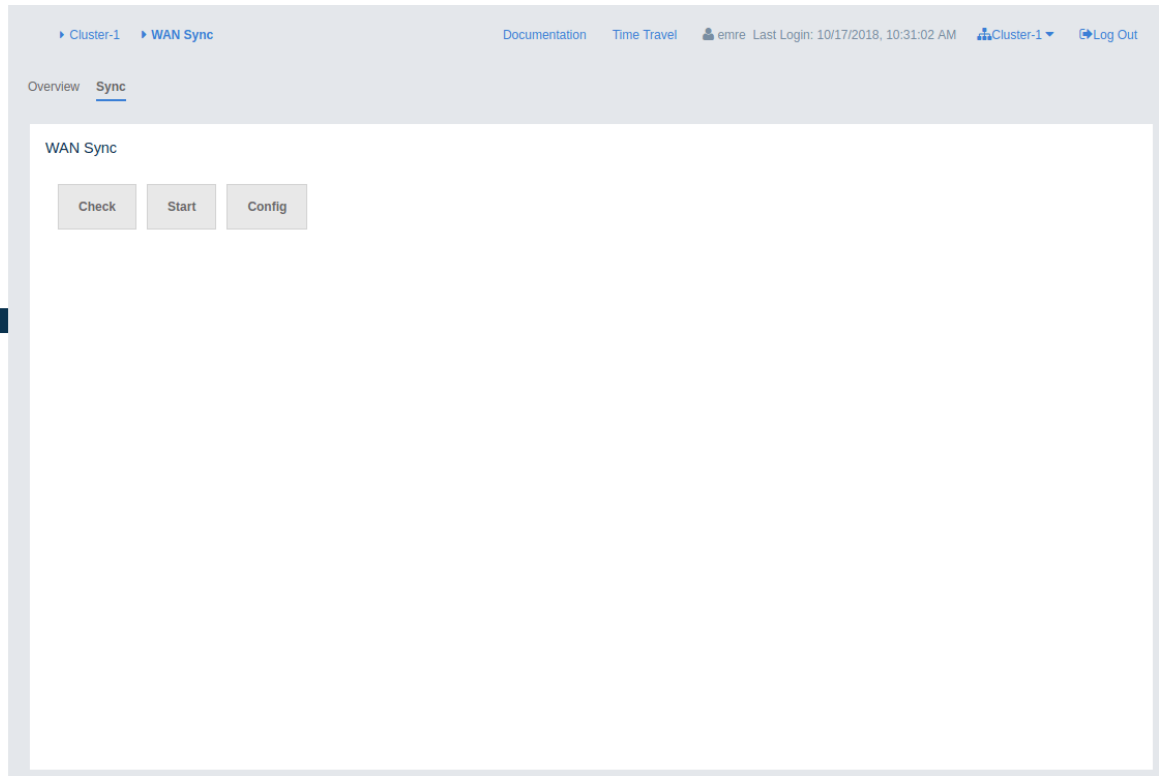 Cluster-1 WAN Sync Documentation Time Travel emre Last Login: 10/17/2018, 10:31:02 AM Cluster-1 Log Out
Overview Sync
WAN Sync
Check Start Config